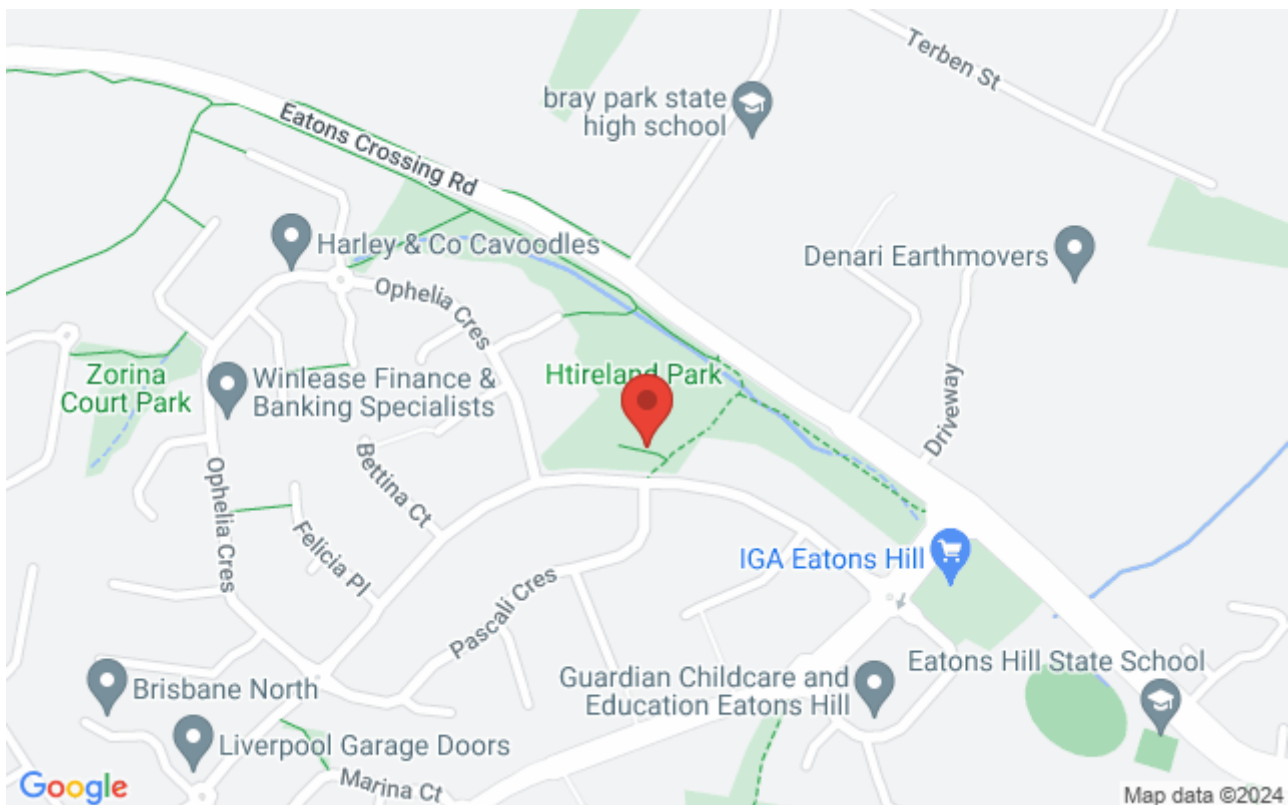 Terben St
bray park state
high school
Eatons Crossing Rd
Harley & Co Cavoodles
Denari Earthmovers
Ophelia Cres
Zorina
Court Park
Winlease Finance &
Banking Specialists
Htireland Park
Driveway
Bettina Ct
Ophelia Cres
Felicia Pl
IGA Eatons Hill
Pascali Cres
Eatons Hill State School
Guardian Childcare and
Education Eatons Hill
Brisbane North
Liverpool Garage Doors
Marina Ct
Google
Map data ©2024